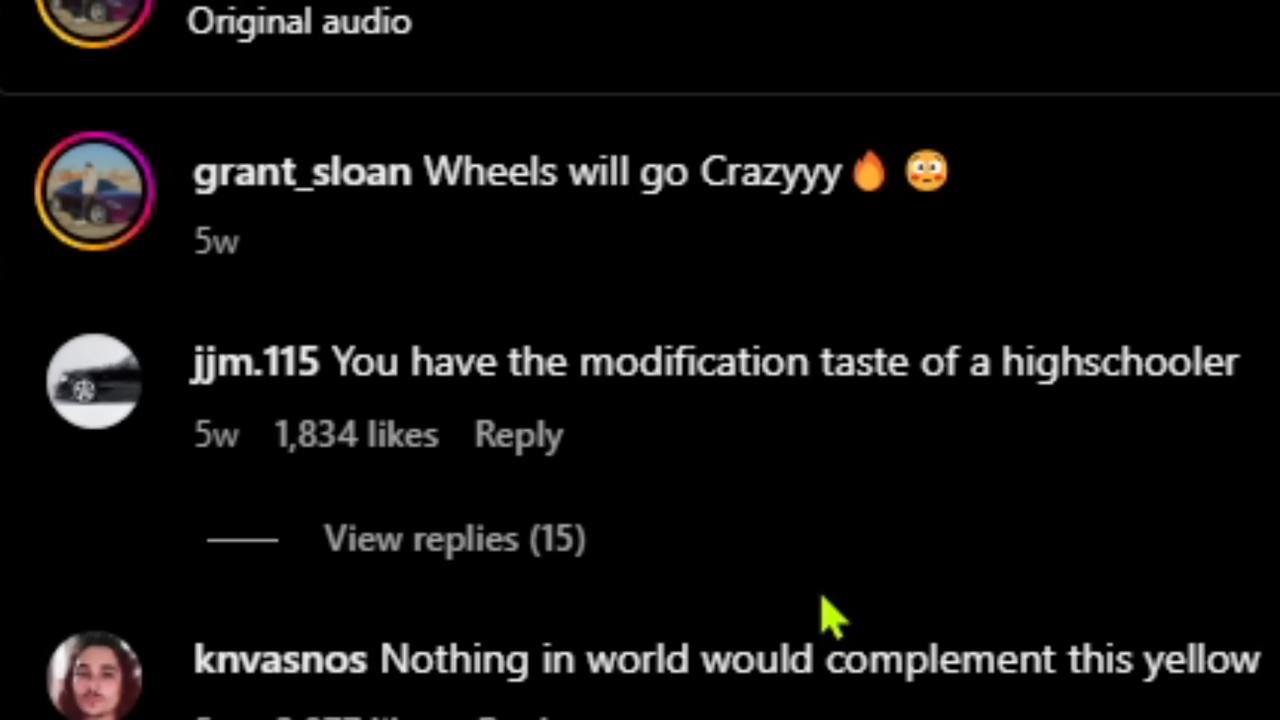 Original audio
grant_sloan Wheels will go Crazyyy🔥 😳
5w
jjm.115 You have the modification taste of a highschooler
5w 1,834 likes Reply
View replies (15)
knvasnos Nothing in world would complement this yellow